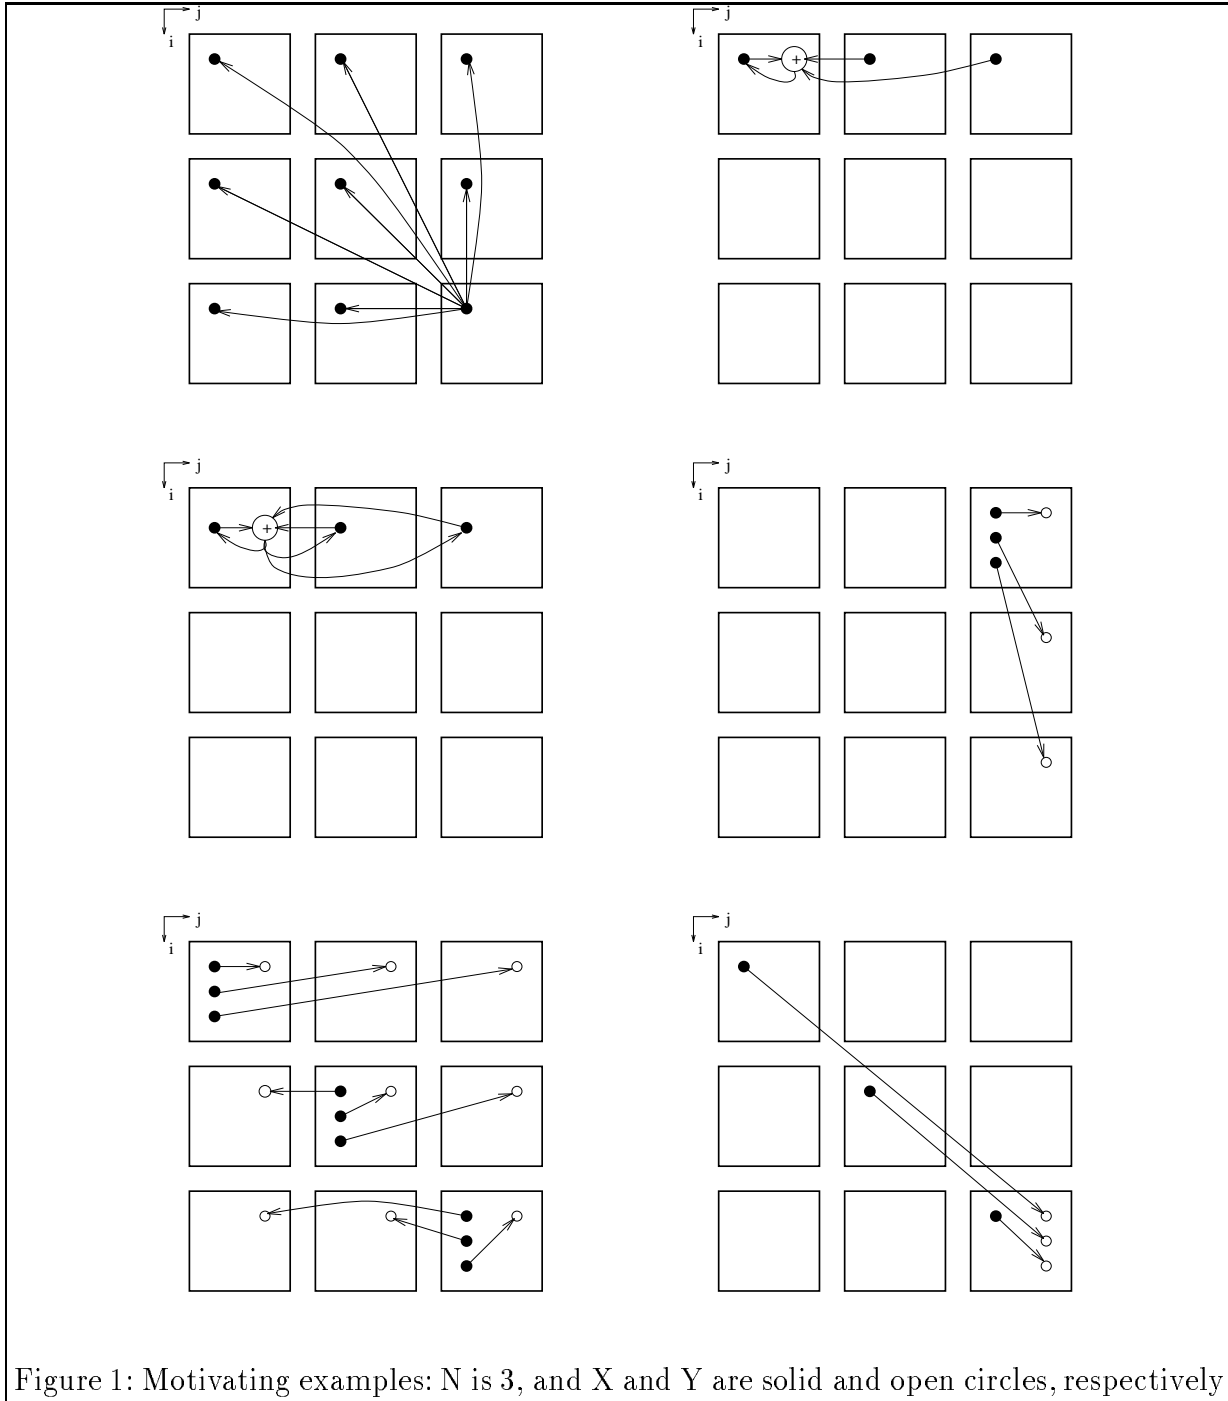 j
i
j
i
+
j
i
+
j
i
j
i
j
i
Figure 1: Motivating examples: N is 3, and X and Y are solid and open circles, respectively